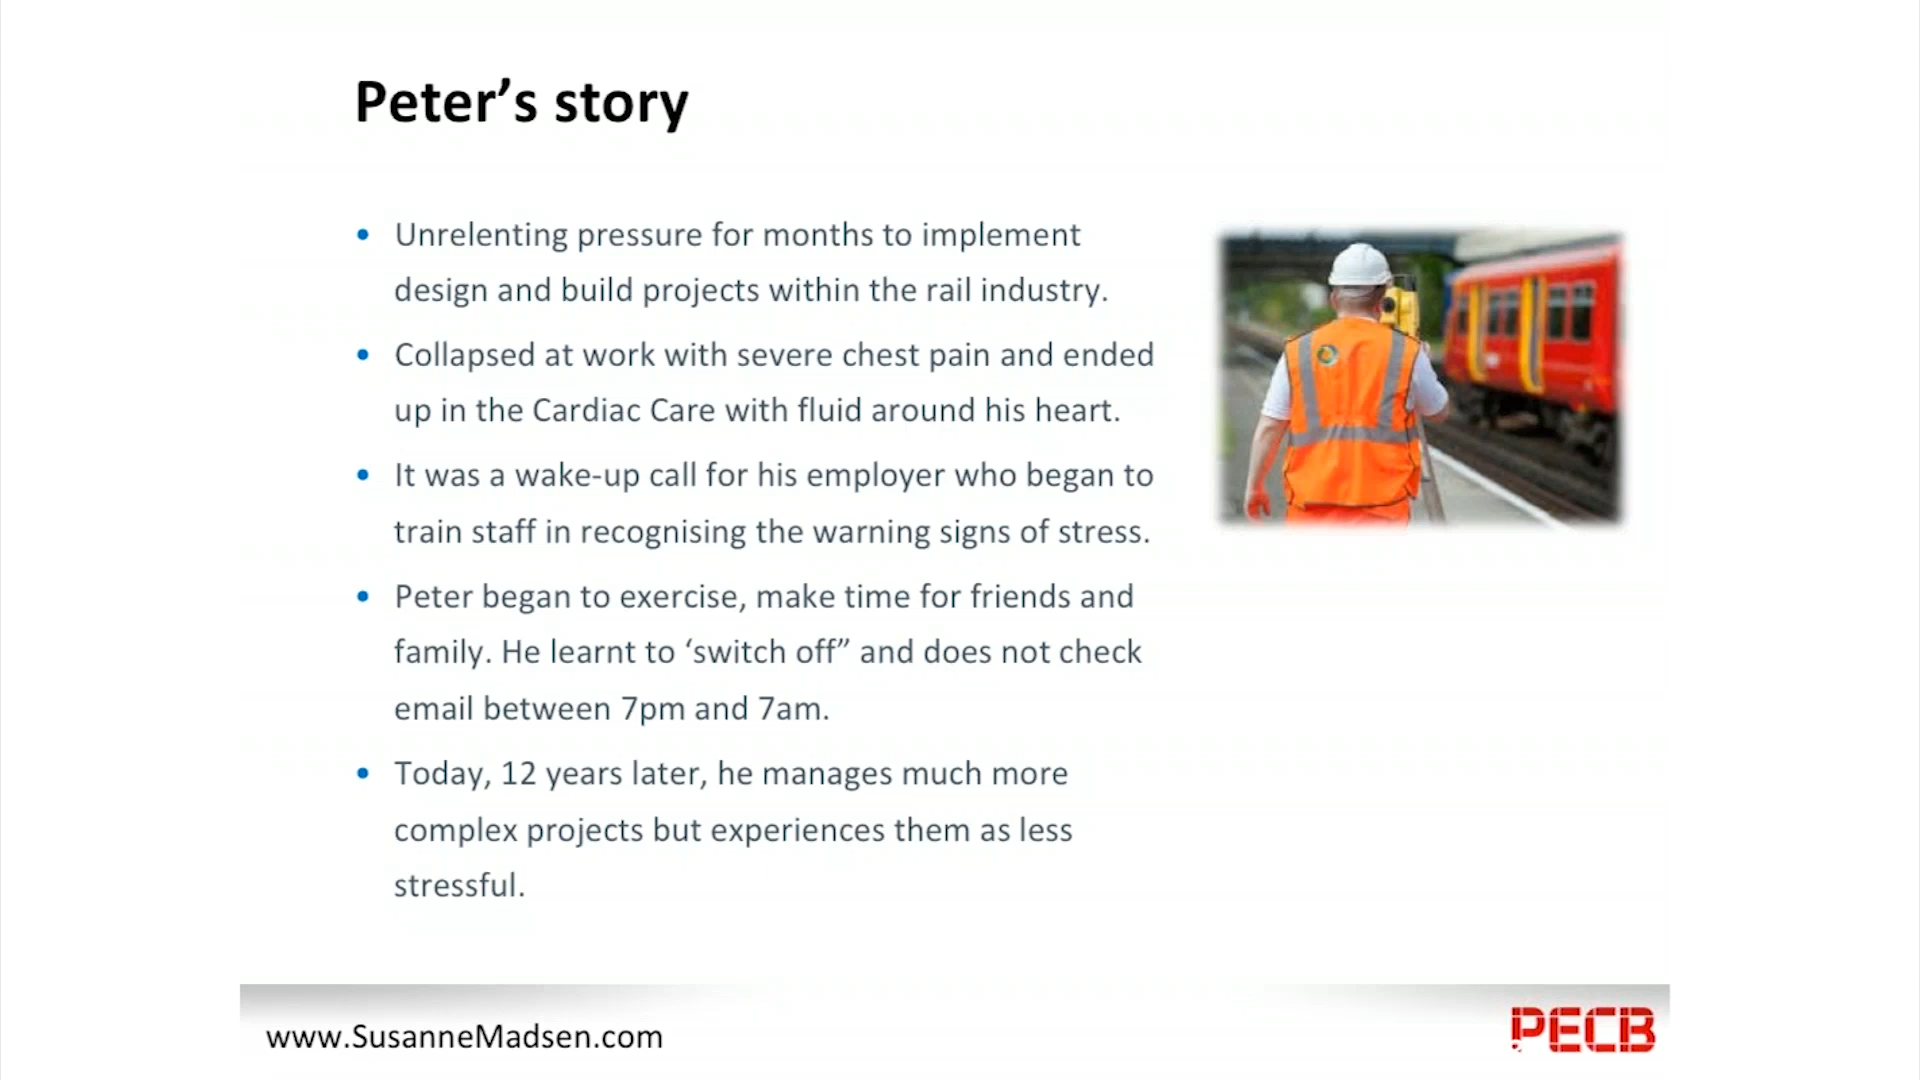 Peter’s story
• Unrelenting pressure for months to implement
design and build projects within the rail industry.
• Collapsed at work with severe chest pain and ended
up in the Cardiac Care with fluid around his heart.
• It was a wake-up call for his employer who began to
train staff in recognising the warning signs of stress.
• Peter began to exercise, make time for friends and
family. He learnt to ‘switch off” and does not check
email between 7pm and 7am.
• Today, 12 years later, he manages much more
complex projects but experiences them as less
stressful.
www.SusanneMadsen.com
PECB